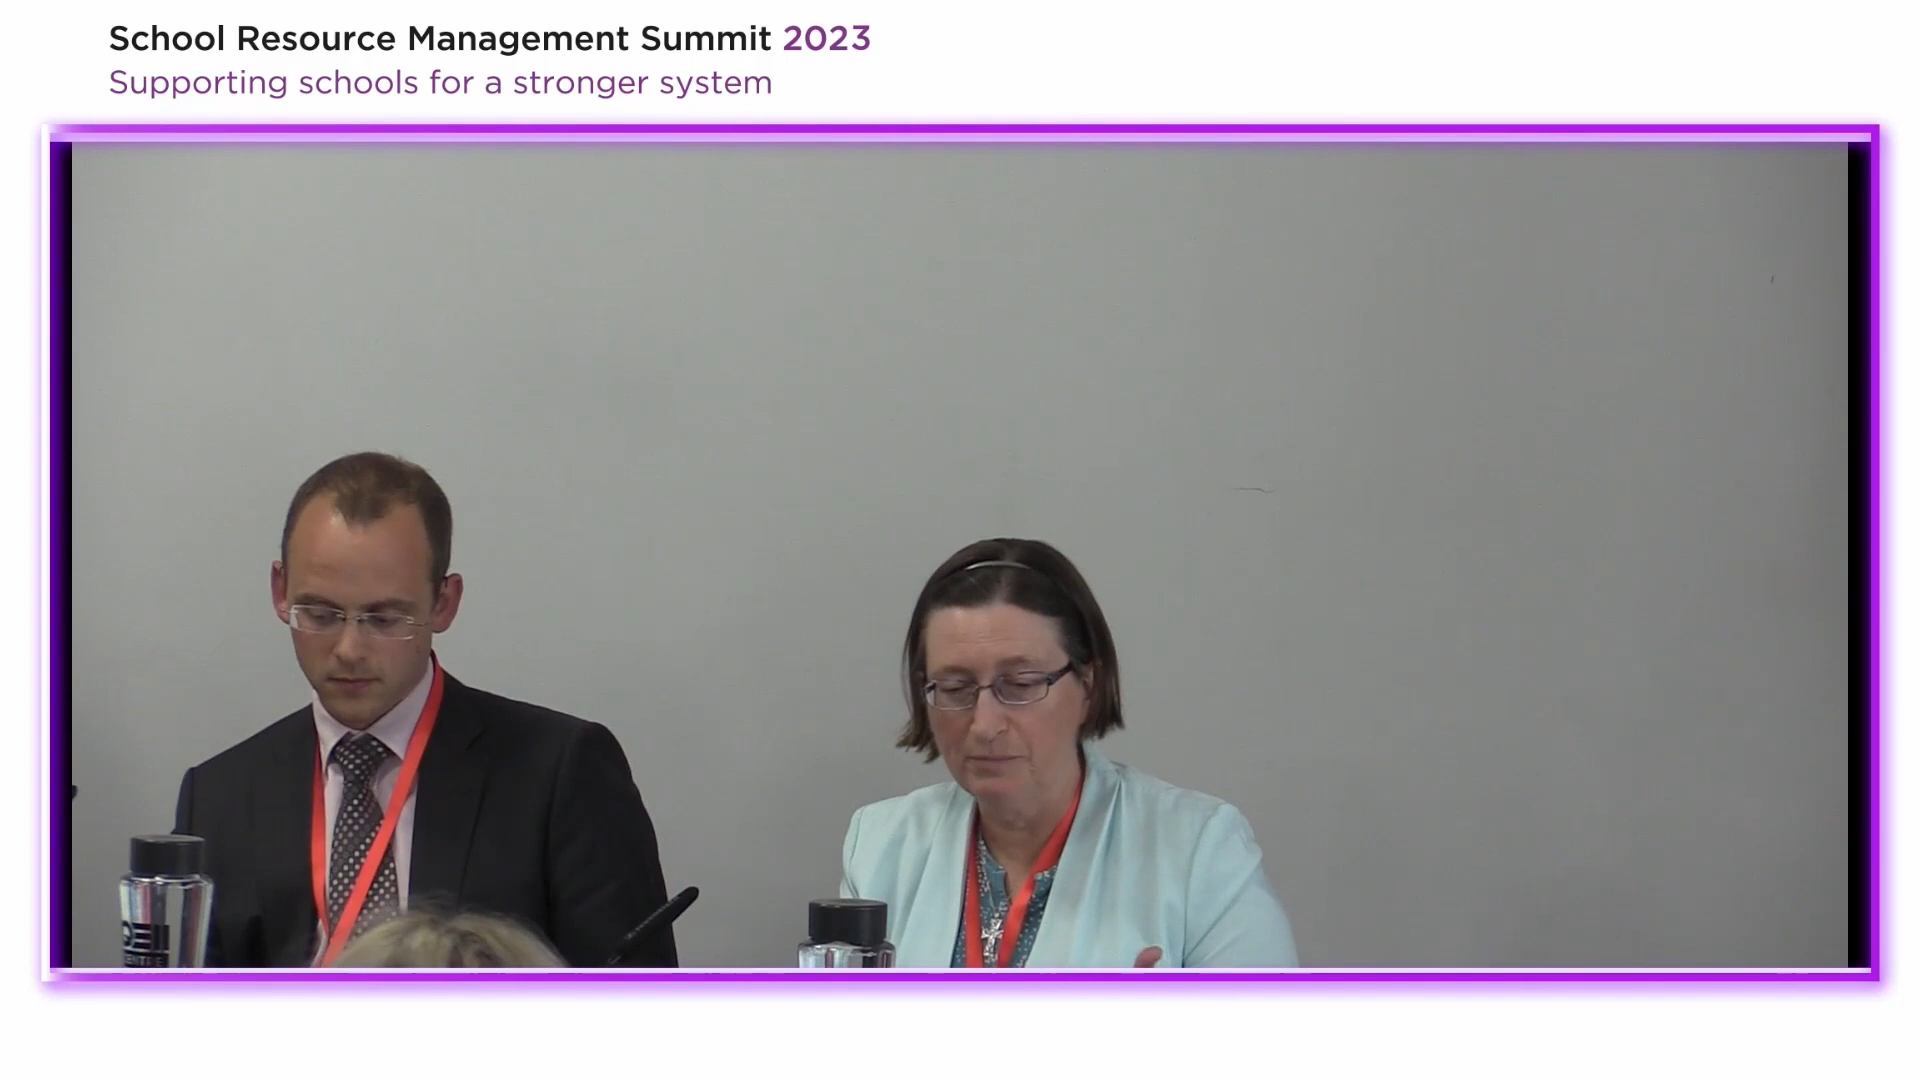 School Resource Management Summit 2023
Supporting schools for a stronger system